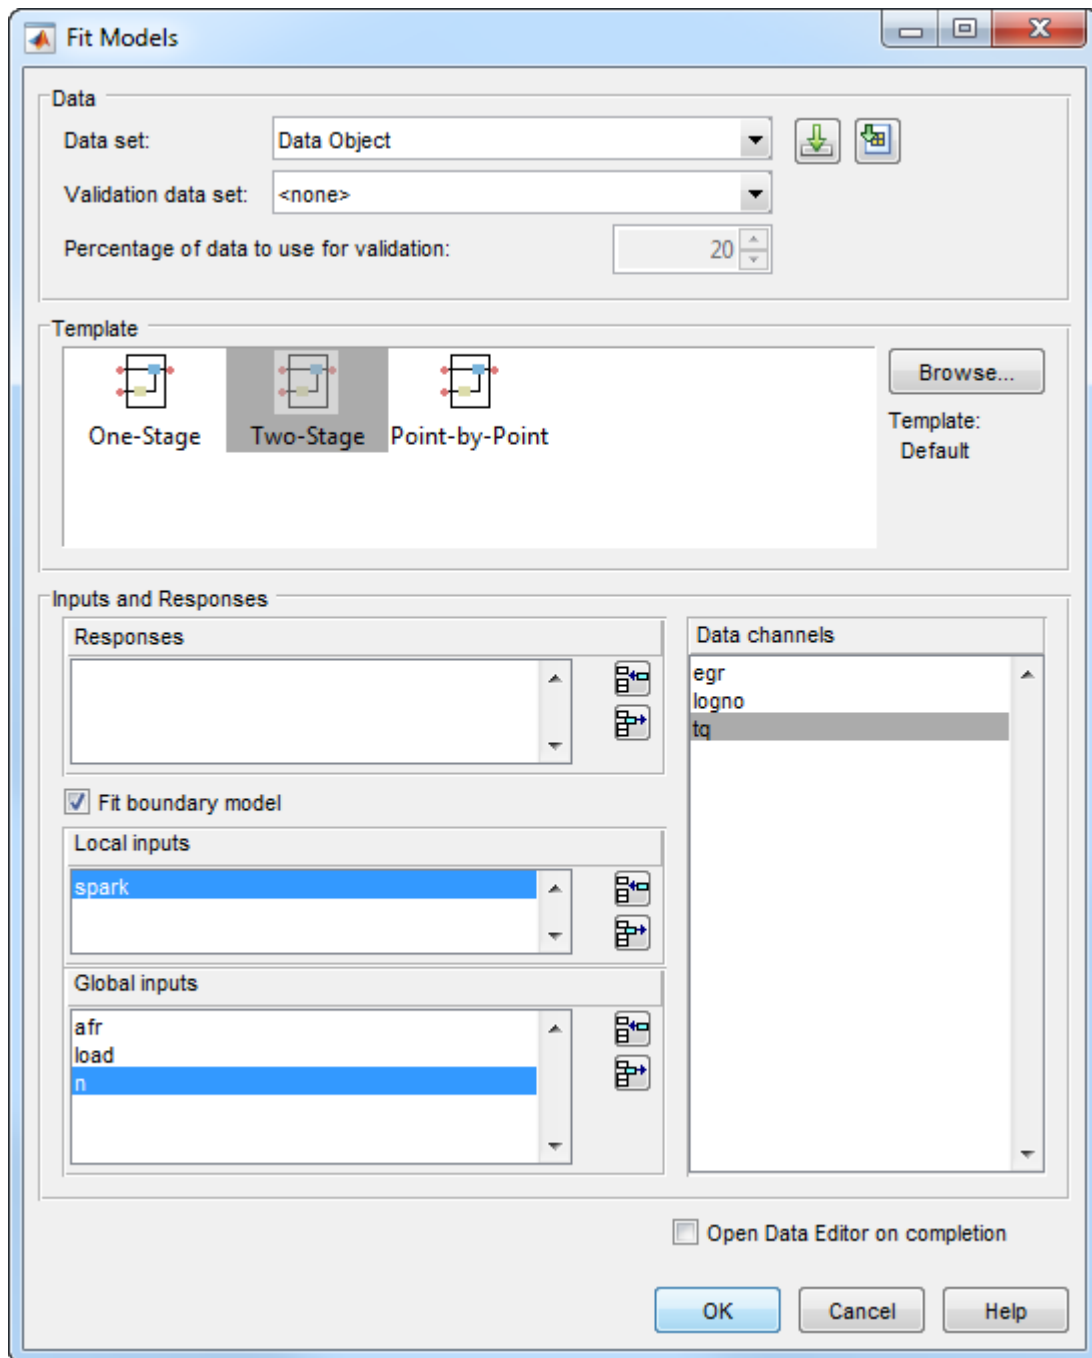 Fit Models
Data
Data set:
Data Object
Validation data set:
<none>
Percentage of data to use for validation:
20
Template
One-Stage
Two-Stage
Point-by-Point
Browse...
Template:
Default
Inputs and Responses
Responses
Data channels
egr
logno
tq
Fit boundary model
Local inputs
spark
Global inputs
afr
load
n
Open Data Editor on completion
OK
Cancel
Help